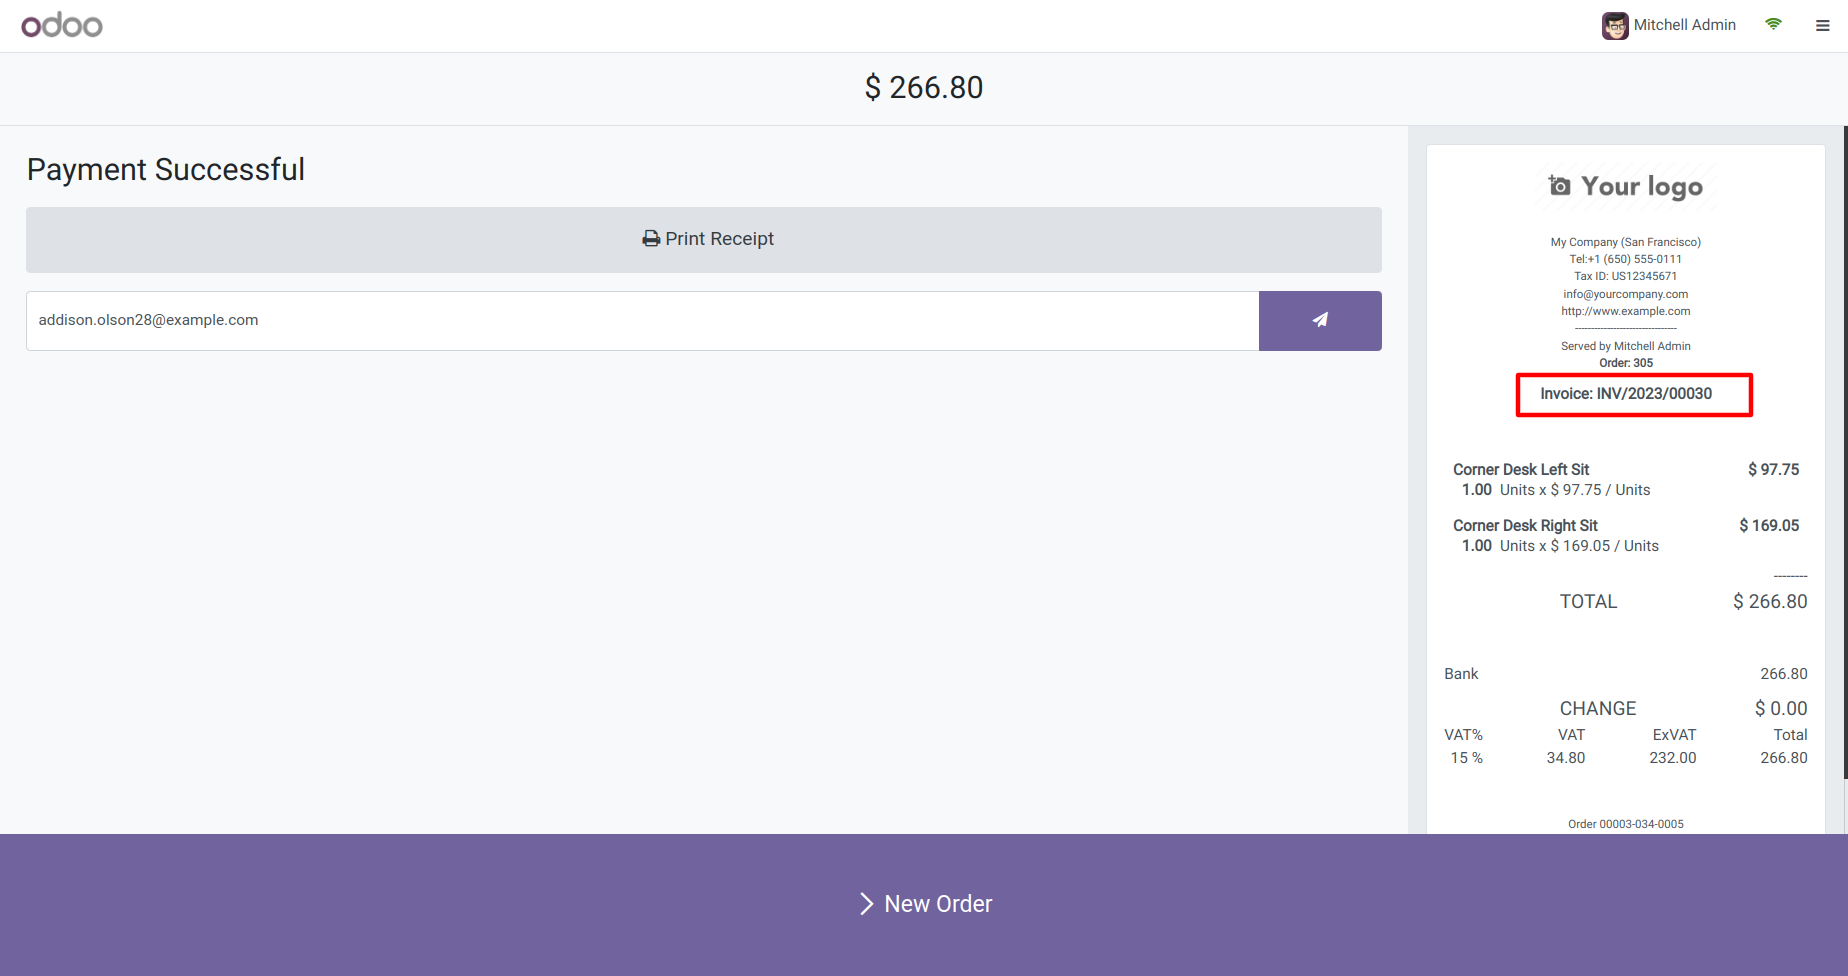 odoo
Mitchell Admin
$ 266.80
Payment Successful
Print Receipt
addison.olson28@example.com
Your logo
My Company (San Francisco)
Tel:+1 (650) 555-0111
Tax ID: US12345671
info@yourcompany.com
http://www.example.com
--------------------------------
Served by Mitchell Admin
Order: 305
Invoice: INV/2023/00030
Corner Desk Left Sit $ 97.75
1.00 Units x $ 97.75 / Units
Corner Desk Right Sit $ 169.05
1.00 Units x $ 169.05 / Units
--------
TOTAL $ 266.80
Bank 266.80
CHANGE $ 0.00
VAT% VAT ExVAT Total
15 % 34.80 232.00 266.80
Order 00003-034-0005
New Order